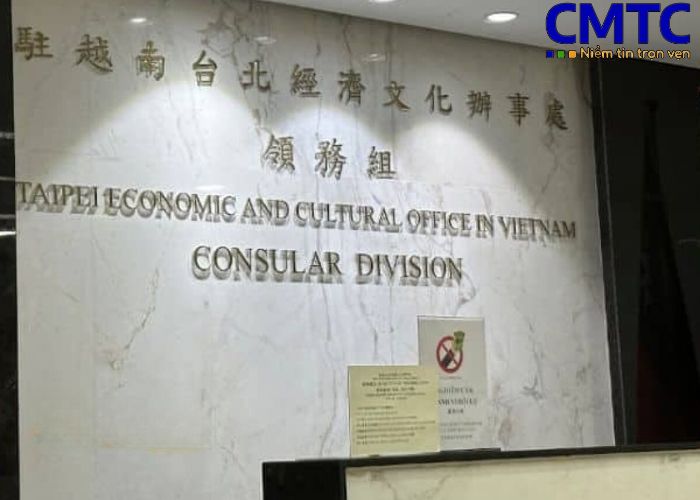 CMTC
Niềm tin trọn vẹn
駐越南台北經濟文化辦事處
領務組
TAIPEI ECONOMIC AND CULTURAL OFFICE IN VIETNAM
CONSULAR DIVISION